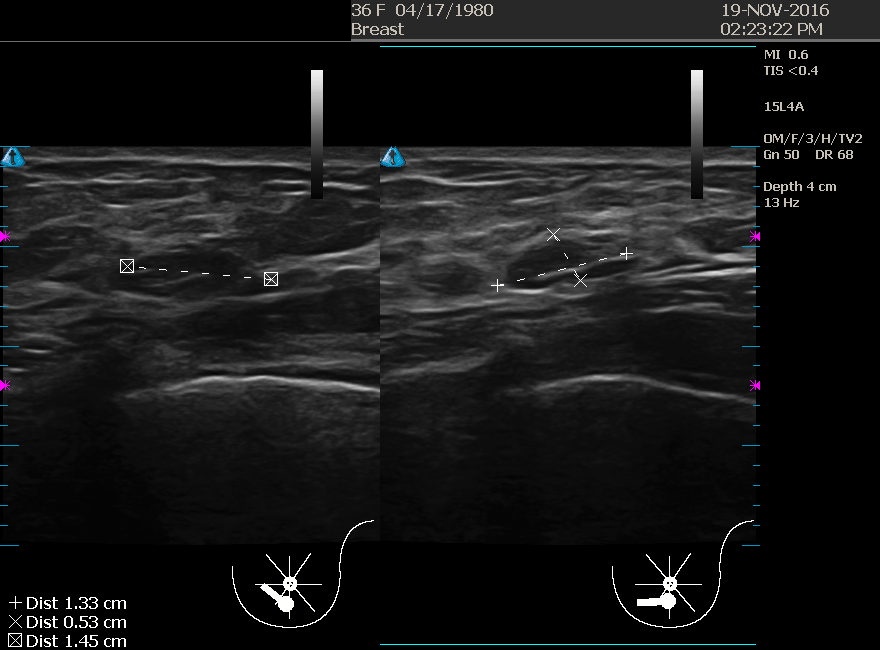 36 F 04/17/1980
19-NOV-2016
Breast
02:23:22 PM
MI 0.6
TIS <0.4
15L4A
OM/F/3/H/TV2
Gn 50 DR 68
Depth 4 cm
13 Hz
Dist 1.33 cm
Dist 0.53 cm
Dist 1.45 cm